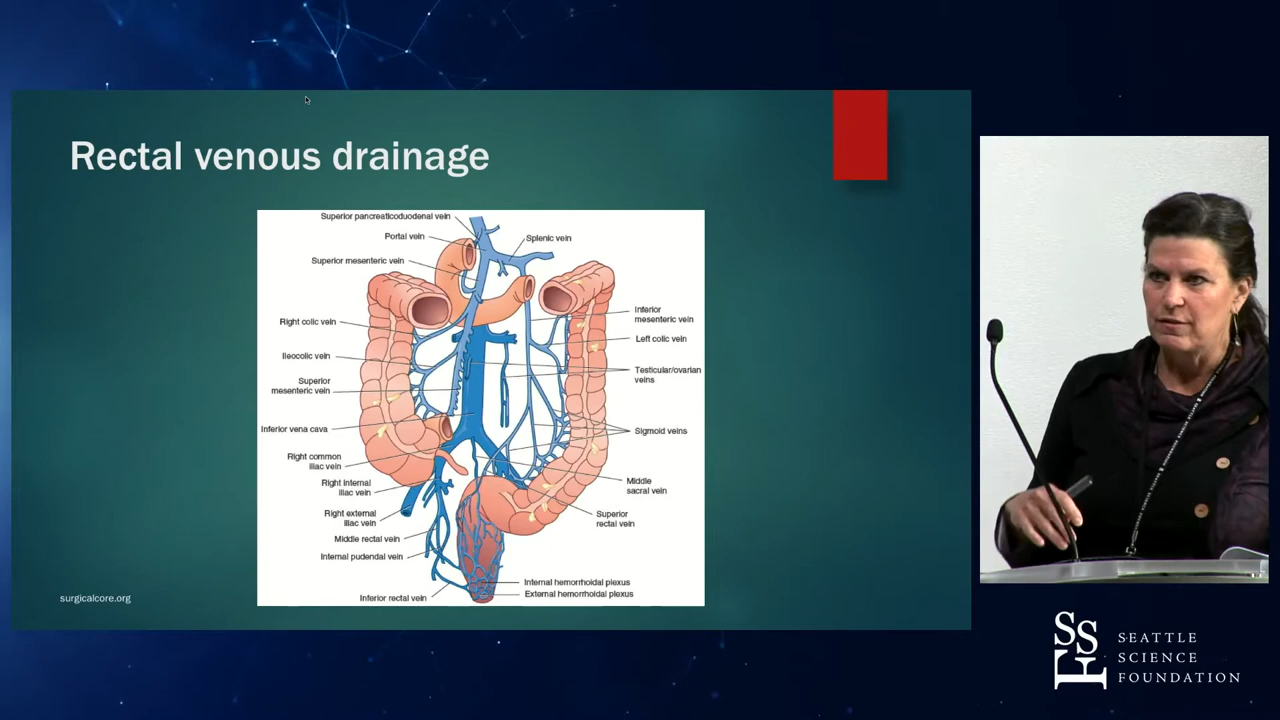 Rectal venous drainage
Superior pancreaticoduodenal vein
Portal vein
Splenic vein
Superior mesenteric vein
Inferior
mesenteric vein
Right colic vein
Left colic vein
Ileocolic vein
Testicular/ovarian
veins
Superior
mesenteric vein
Inferior vena cava
Sigmoid veins
Right common
iliac vein
Right internal
iliac vein
Middle
sacral vein
Right external
iliac vein
Superior
rectal vein
Middle rectal vein
Internal pudendal vein
Internal hemorrhoidal plexus
External hemorrhoidal plexus
Inferior rectal vein
surgicalcore.org
SSF
SEATTLE
SCIENCE
FOUNDATION